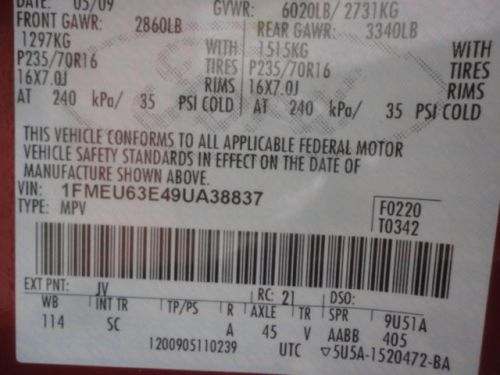 DATE: 05/09 GVWR: 6020LB/ 2731KG
FRONT GAWR: 2860LB REAR GAWR: 3340LB
1297KG WITH 1515KG WITH
P235/70R16 TIRES P235/70R16 TIRES
16X7.0J RIMS 16X7.0J RIMS
AT 240 kPa/ 35 PSI COLD AT 240 kPa/ 35 PSI COLD
THIS VEHICLE CONFORMS TO ALL APPLICABLE FEDERAL MOTOR
VEHICLE SAFETY STANDARDS IN EFFECT ON THE DATE OF
MANUFACTURE SHOWN ABOVE.
VIN: 1FMEU63E49UA38837
TYPE: MPV F0220
T0342
EXT PNT: JV RC: 21 DSO:
WB INT TR TP/PS R AXLE TR SPR 9U51A
114 SC A 45 V AABB 405
1200905110239 UTC ▽5U5A-1520472-BA